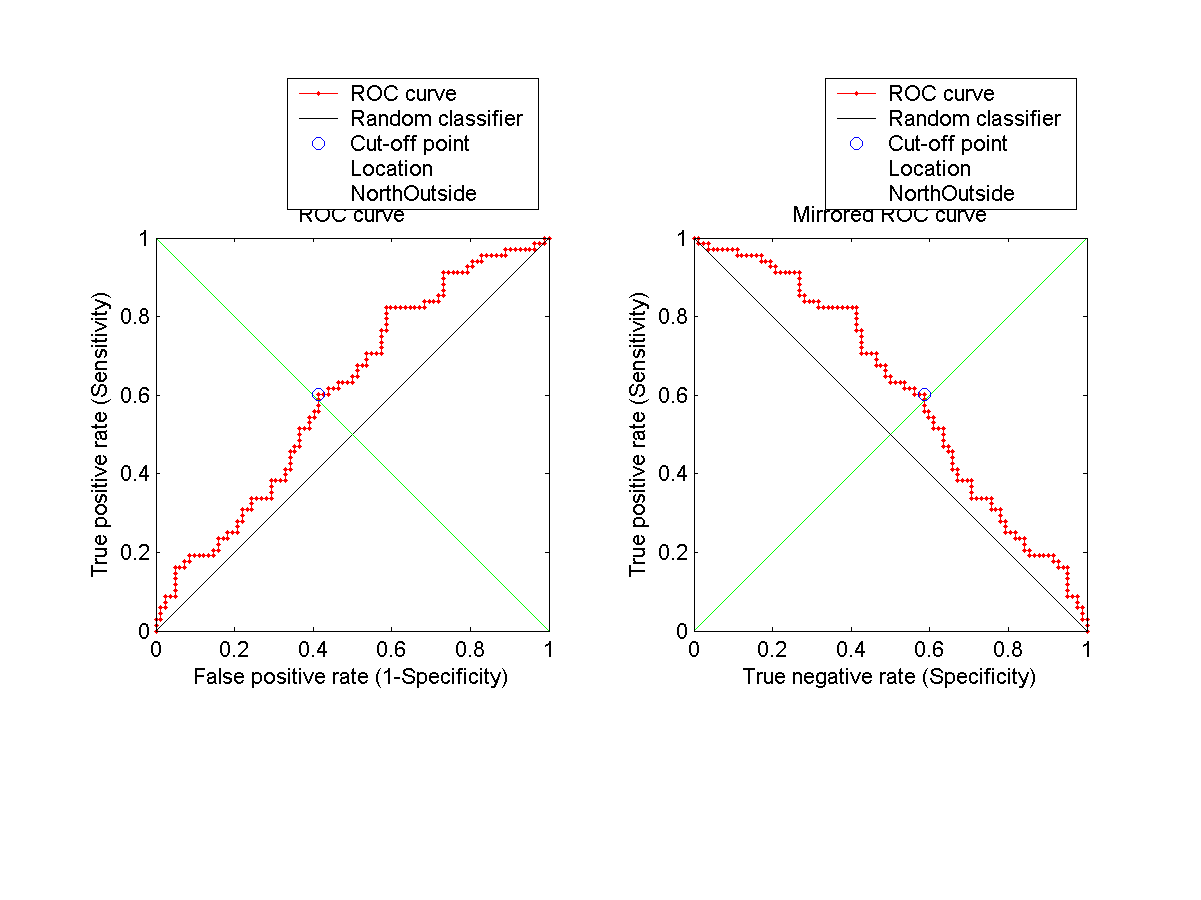 ROC curve
Random classifier
Cut-off point
Location
NorthOutside
ROC curve
1
0.8
0.6
0.4
0.2
0
True positive rate (Sensitivity)
0 0.2 0.4 0.6 0.8 1
False positive rate (1-Specificity)
ROC curve
Random classifier
Cut-off point
Location
NorthOutside
Mirrored ROC curve
1
0.8
0.6
0.4
0.2
0
True positive rate (Sensitivity)
0 0.2 0.4 0.6 0.8 1
True negative rate (Specificity)